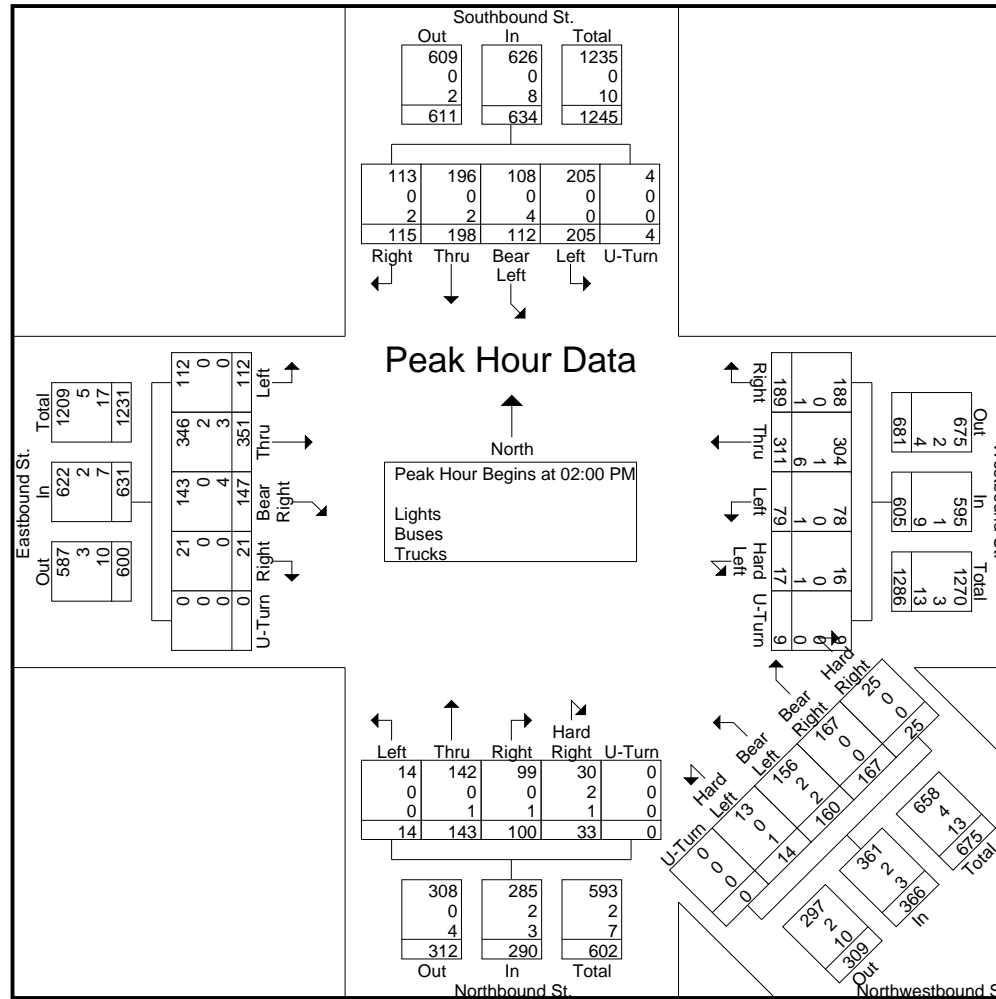 Southbound St.
Out In Total
609 626 1235
0 0 0
2 8 10
611 634 1245
113 196 108 205 4
0 0 0 0 0
2 2 4 0 0
115 198 112 205 4
Right Thru Bear Left Left U-Turn
Peak Hour Data
North
Peak Hour Begins at 02:00 PM
Lights
Buses
Trucks
Eastbound St.
Total 1209 5 17 1231
In 622 2 7 631
Out 587 3 10 600
112 0 0 112 Left
346 2 3 351 Thru
143 0 4 147 Bear Right
21 0 0 21 Right
0 0 0 0 U-Turn
Right 189 1 0 188
Thru 311 6 1 304
Left 79 1 0 78
Hard Left 17 1 0 16
U-Turn 9 0 0 9
Out 675 2 4 681
In 595 1 9 605
Total 1270 3 13 1286
Left Thru Right Hard Right U-Turn
14 142 99 30 0
0 0 0 2 0
0 1 1 1 0
14 143 100 33 0
308 285 593
0 2 2
4 3 7
312 290 602
Out In Total
Northbound St.
Hard Right 25 0 0 25
Bear Right 167 0 0 167
Bear Left 156 2 2 160
Hard Left 13 0 1 14
U-Turn 0 0 0 0
658 4 13 675 Total
361 2 3 366 In
297 2 10 309 Out
Northwestbound S